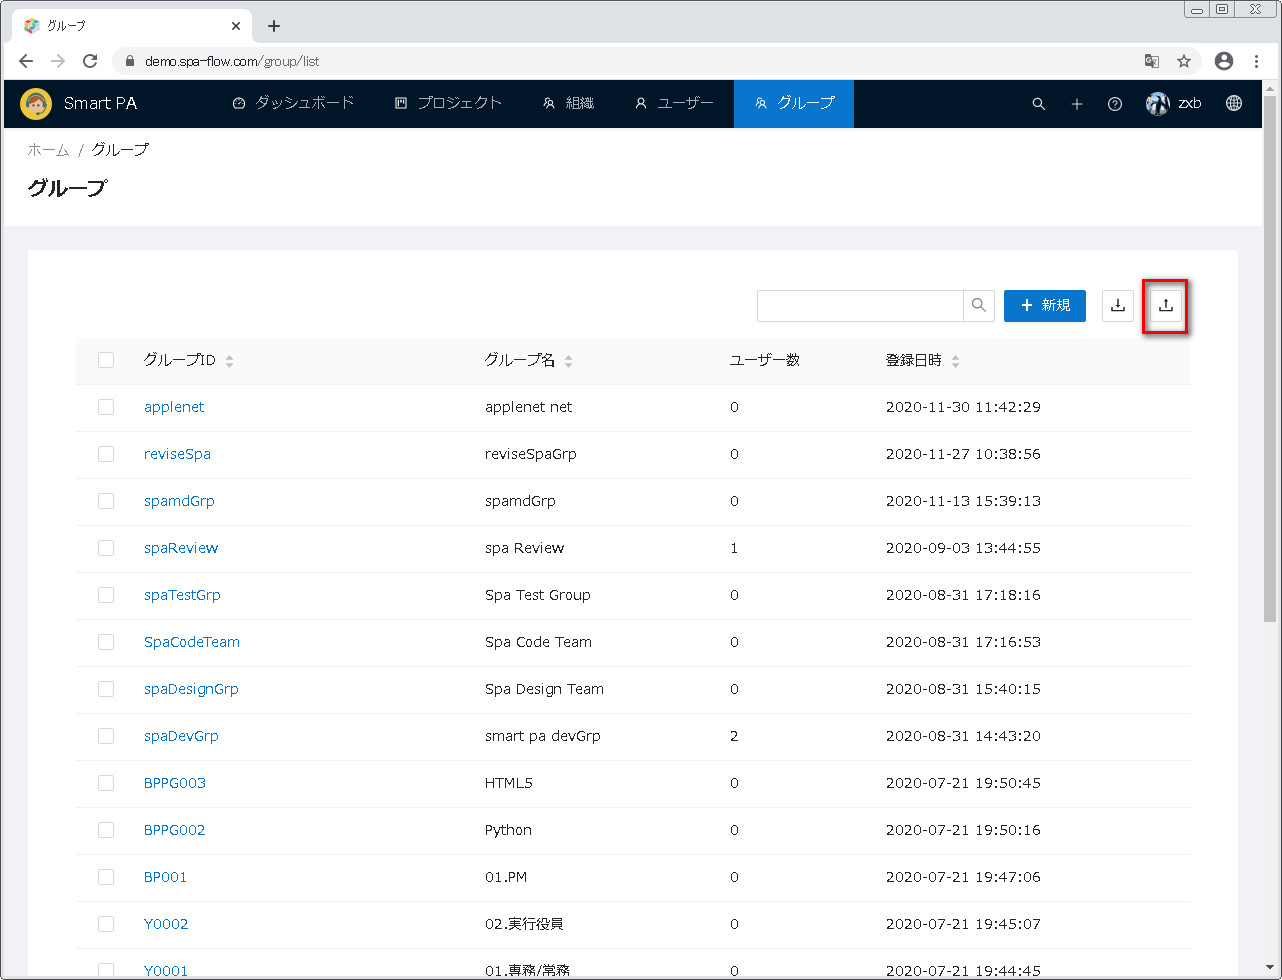 グループ
demo.spa-flow.com/group/list
Smart PA ダッシュボード プロジェクト 組織 ユーザー グループ zxb
ホーム / グループ
グループ
新規
グループID グループ名 ユーザー数 登録日時
applenet applenet net 0 2020-11-30 11:42:29
reviseSpa reviseSpaGrp 0 2020-11-27 10:38:56
spamdGrp spamdGrp 0 2020-11-13 15:39:13
spaReview spa Review 1 2020-09-03 13:44:55
spaTestGrp Spa Test Group 0 2020-08-31 17:18:16
SpaCodeTeam Spa Code Team 0 2020-08-31 17:16:53
spaDesignGrp Spa Design Team 0 2020-08-31 15:40:15
spaDevGrp smart pa devGrp 2 2020-08-31 14:43:20
BPPG003 HTML5 0 2020-07-21 19:50:45
BPPG002 Python 0 2020-07-21 19:50:16
BP001 01.PM 0 2020-07-21 19:47:06
Y0002 02.実行役員 0 2020-07-21 19:45:07
Y0001 01.専務/常務 0 2020-07-21 19:44:45